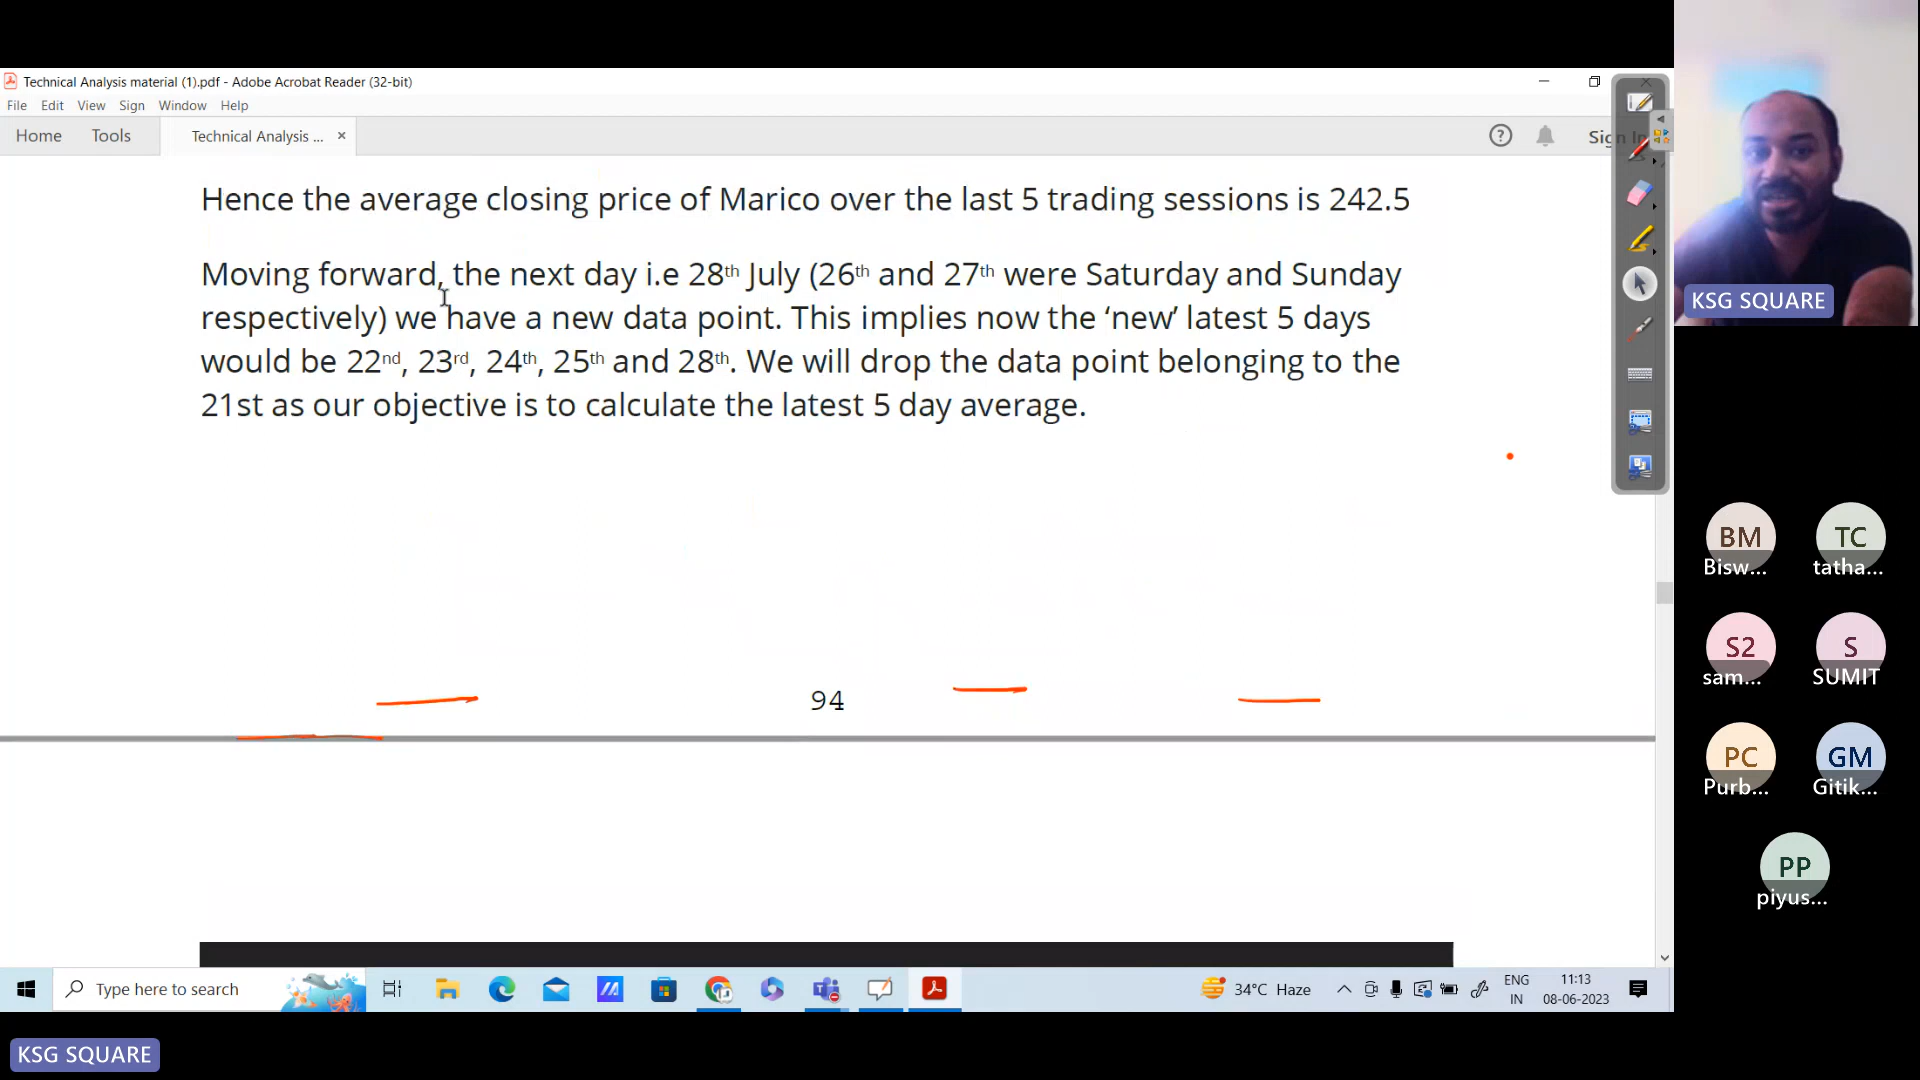 Technical Analysis material (1).pdf - Adobe Acrobat Reader (32-bit)
File Edit View Sign Window Help
Home Tools Technical Analysis ... × Sign In
Hence the average closing price of Marico over the last 5 trading sessions is 242.5
Moving forward, the next day i.e 28th July (26th and 27th were Saturday and Sunday
respectively) we have a new data point. This implies now the ‘new’ latest 5 days
would be 22nd, 23rd, 24th, 25th and 28th. We will drop the data point belonging to the
21st as our objective is to calculate the latest 5 day average.
94
KSG SQUARE
BM
Bisw...
TC
tatha...
S2
sam...
S
SUMIT
PC
Purb...
GM
Gitik...
PP
piyus...
Type here to search
34°C Haze
ENG
IN
11:13
08-06-2023
KSG SQUARE